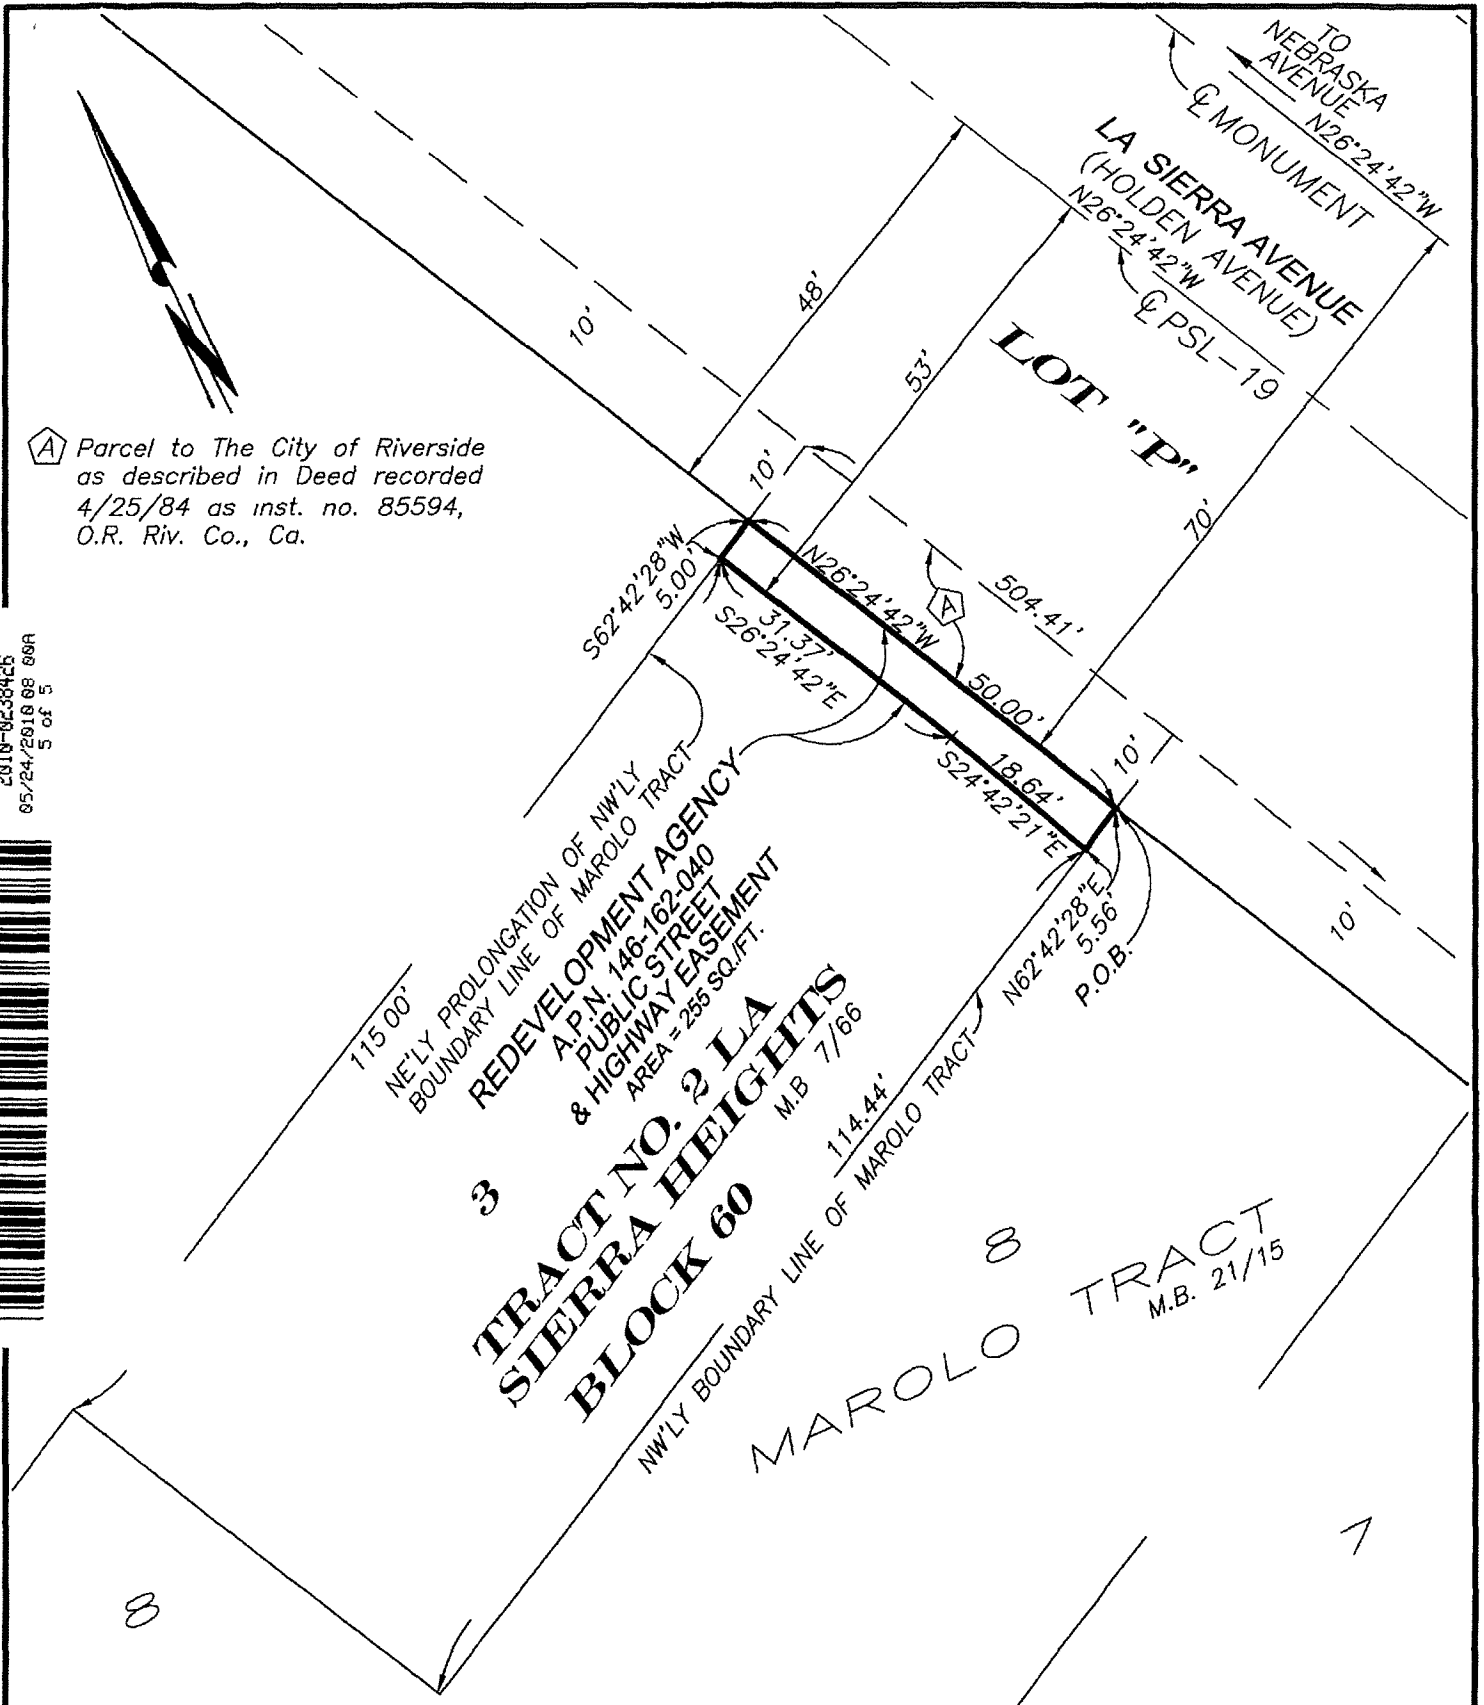 TO
NEBRASKA
AVENUE
N26°24'42"W
℄ MONUMENT
LA SIERRA AVENUE
(HOLDEN AVENUE)
N26°24'42"W
℄ PSL-19
LOT "P"
48'
10'
53'
70'
N
A Parcel to The City of Riverside
as described in Deed recorded
4/25/84 as inst. no. 85594,
O.R. Riv. Co., Ca.
10'
S62°42'28"W
5.00'
N26°24'42"W
A
504.41'
31.37'
S26°24'42"E
50.00'
18.64'
S24°42'21"E
10'
10'
N62°42'28"E
5.56'
P.O.B.
2010-0238426
05/24/2010 08 00A
5 of 5
115 00'
NE'LY PROLONGATION OF NW'LY
BOUNDARY LINE OF MAROLO TRACT
REDEVELOPMENT AGENCY
A.P.N. 146-162-040
PUBLIC STREET
& HIGHWAY EASEMENT
AREA = 255 SQ./FT.
3
TRACT NO. 2 LA
SIERRA HEIGHTS
M.B 7/66
BLOCK 60
114.44'
NW'LY BOUNDARY LINE OF MAROLO TRACT
8
MAROLO TRACT
M.B. 21/15
7
8